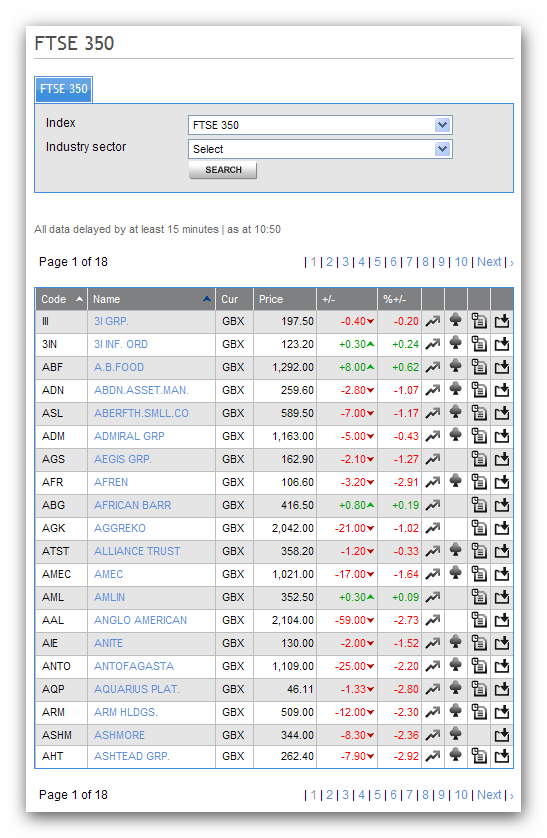 FTSE 350
FTSE 350
Index FTSE 350
Industry sector Select
SEARCH
All data delayed by at least 15 minutes | as at 10:50
Page 1 of 18 | 1 | 2 | 3 | 4 | 5 | 6 | 7 | 8 | 9 | 10 | Next | ›
Code Name Cur Price +/- %+/-
III 3I GRP. GBX 197.50 -0.40 -0.20
3IN 3I INF. ORD GBX 123.20 +0.30 +0.24
ABF A.B.FOOD GBX 1,292.00 +8.00 +0.62
ADN ABDN.ASSET.MAN. GBX 259.60 -2.80 -1.07
ASL ABERFTH.SMLL.CO GBX 589.50 -7.00 -1.17
ADM ADMIRAL GRP GBX 1,163.00 -5.00 -0.43
AGS AEGIS GRP. GBX 162.90 -2.10 -1.27
AFR AFREN GBX 106.60 -3.20 -2.91
ABG AFRICAN BARR GBX 416.50 +0.80 +0.19
AGK AGGREKO GBX 2,042.00 -21.00 -1.02
ATST ALLIANCE TRUST GBX 358.20 -1.20 -0.33
AMEC AMEC GBX 1,021.00 -17.00 -1.64
AML AMLIN GBX 352.50 +0.30 +0.09
AAL ANGLO AMERICAN GBX 2,104.00 -59.00 -2.73
AIE ANITE GBX 130.00 -2.00 -1.52
ANTO ANTOFAGASTA GBX 1,109.00 -25.00 -2.20
AQP AQUARIUS PLAT. GBX 46.11 -1.33 -2.80
ARM ARM HLDGS. GBX 509.00 -12.00 -2.30
ASHM ASHMORE GBX 344.00 -8.30 -2.36
AHT ASHTEAD GRP. GBX 262.40 -7.90 -2.92
Page 1 of 18 | 1 | 2 | 3 | 4 | 5 | 6 | 7 | 8 | 9 | 10 | Next | ›